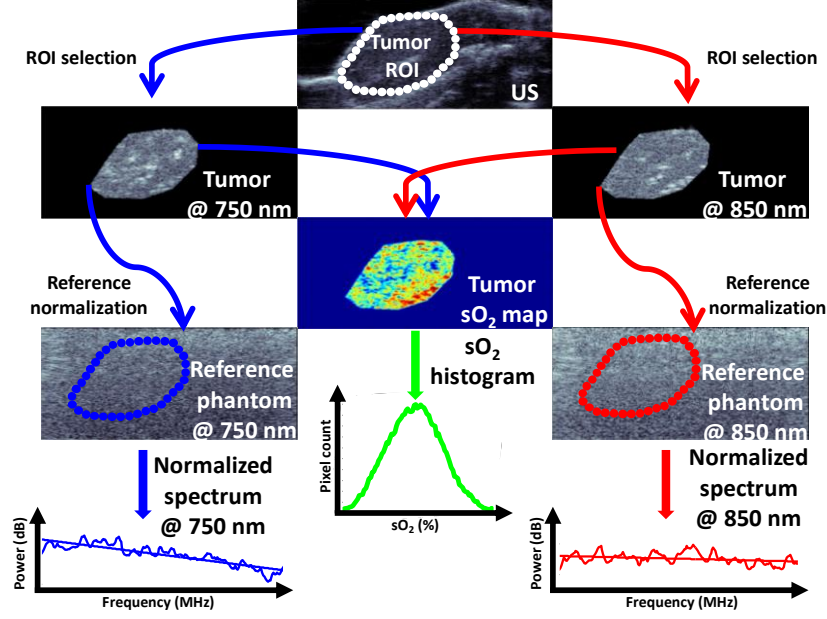 Tumor
ROI
US
ROI selection
ROI selection
Tumor
@ 750 nm
Tumor
@ 850 nm
Reference
normalization
Tumor
sO₂ map
Reference
normalization
Reference
phantom
@ 750 nm
sO₂
histogram
Reference
phantom
@ 850 nm
Normalized
spectrum
@ 750 nm
Pixel count
sO₂ (%)
Normalized
spectrum
@ 850 nm
Power (dB)
Frequency (MHz)
Power (dB)
Frequency (MHz)